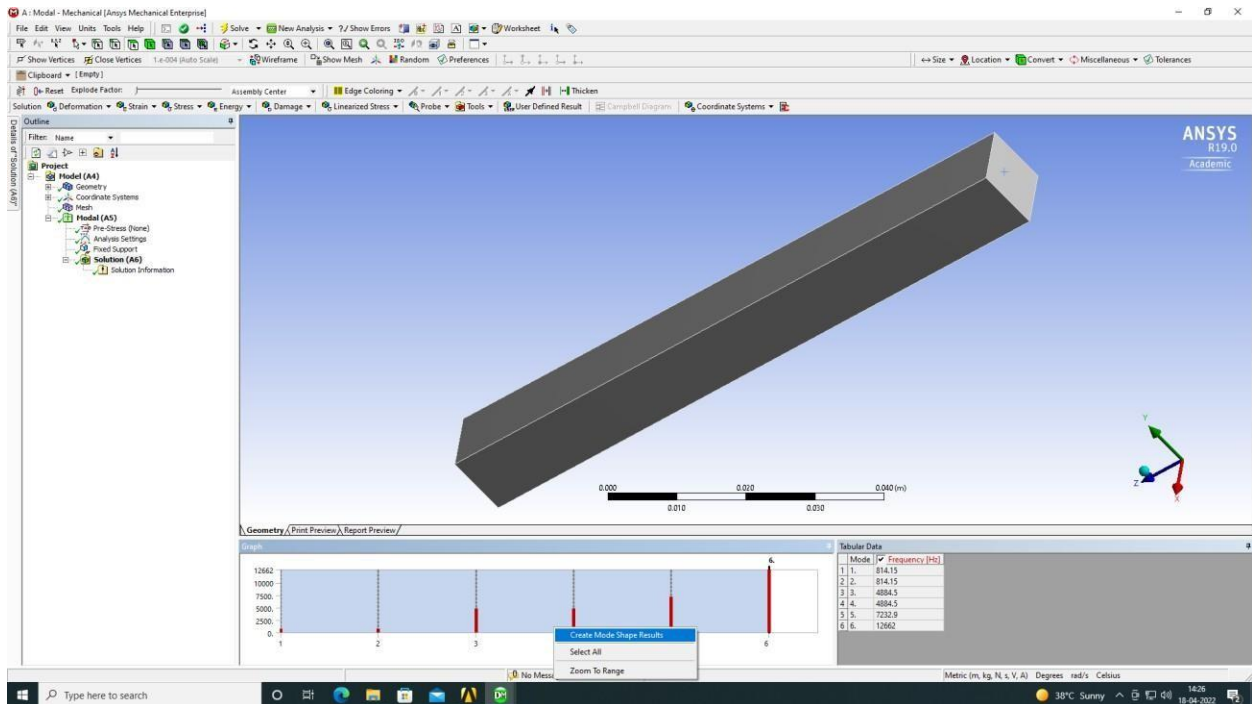 A : Modal - Mechanical [Ansys Mechanical Enterprise]
File Edit View Units Tools Help Solve New Analysis ?/ Show Errors Worksheet
Show Vertices Close Vertices 1.e-004 (Auto Scale) Wireframe Show Mesh Random Preferences Size Location Convert Miscellaneous Tolerances
Clipboard [ Empty ]
Reset Explode Factor: Assembly Center Edge Coloring Thicken
Solution Deformation Strain Stress Energy Damage Linearized Stress Probe Tools User Defined Result Campbell Diagram Coordinate Systems
Details of "Solution (A6)"
Outline
Filter: Name
Project
Model (A4)
Geometry
Coordinate Systems
Mesh
Modal (A5)
Pre-Stress (None)
Analysis Settings
Fixed Support
Solution (A6)
Solution Information
ANSYS
R19.0
Academic
Y
Z
X
0.000 0.020 0.040 (m)
0.010 0.030
Geometry Print Preview Report Preview
Graph
6.
12662
10000
7500.
5000.
2500.
0.
1 2 3 6
Create Mode Shape Results
Select All
Zoom To Range
Tabular Data
Mode Frequency [Hz]
1 1. 814.15
2 2. 814.15
3 3. 4884.5
4 4. 4884.5
5 5. 7232.9
6 6. 12662
No Mess
Metric (m, kg, N, s, V, A) Degrees rad/s Celsius
Type here to search
38°C Sunny
14:26
18-04-2022